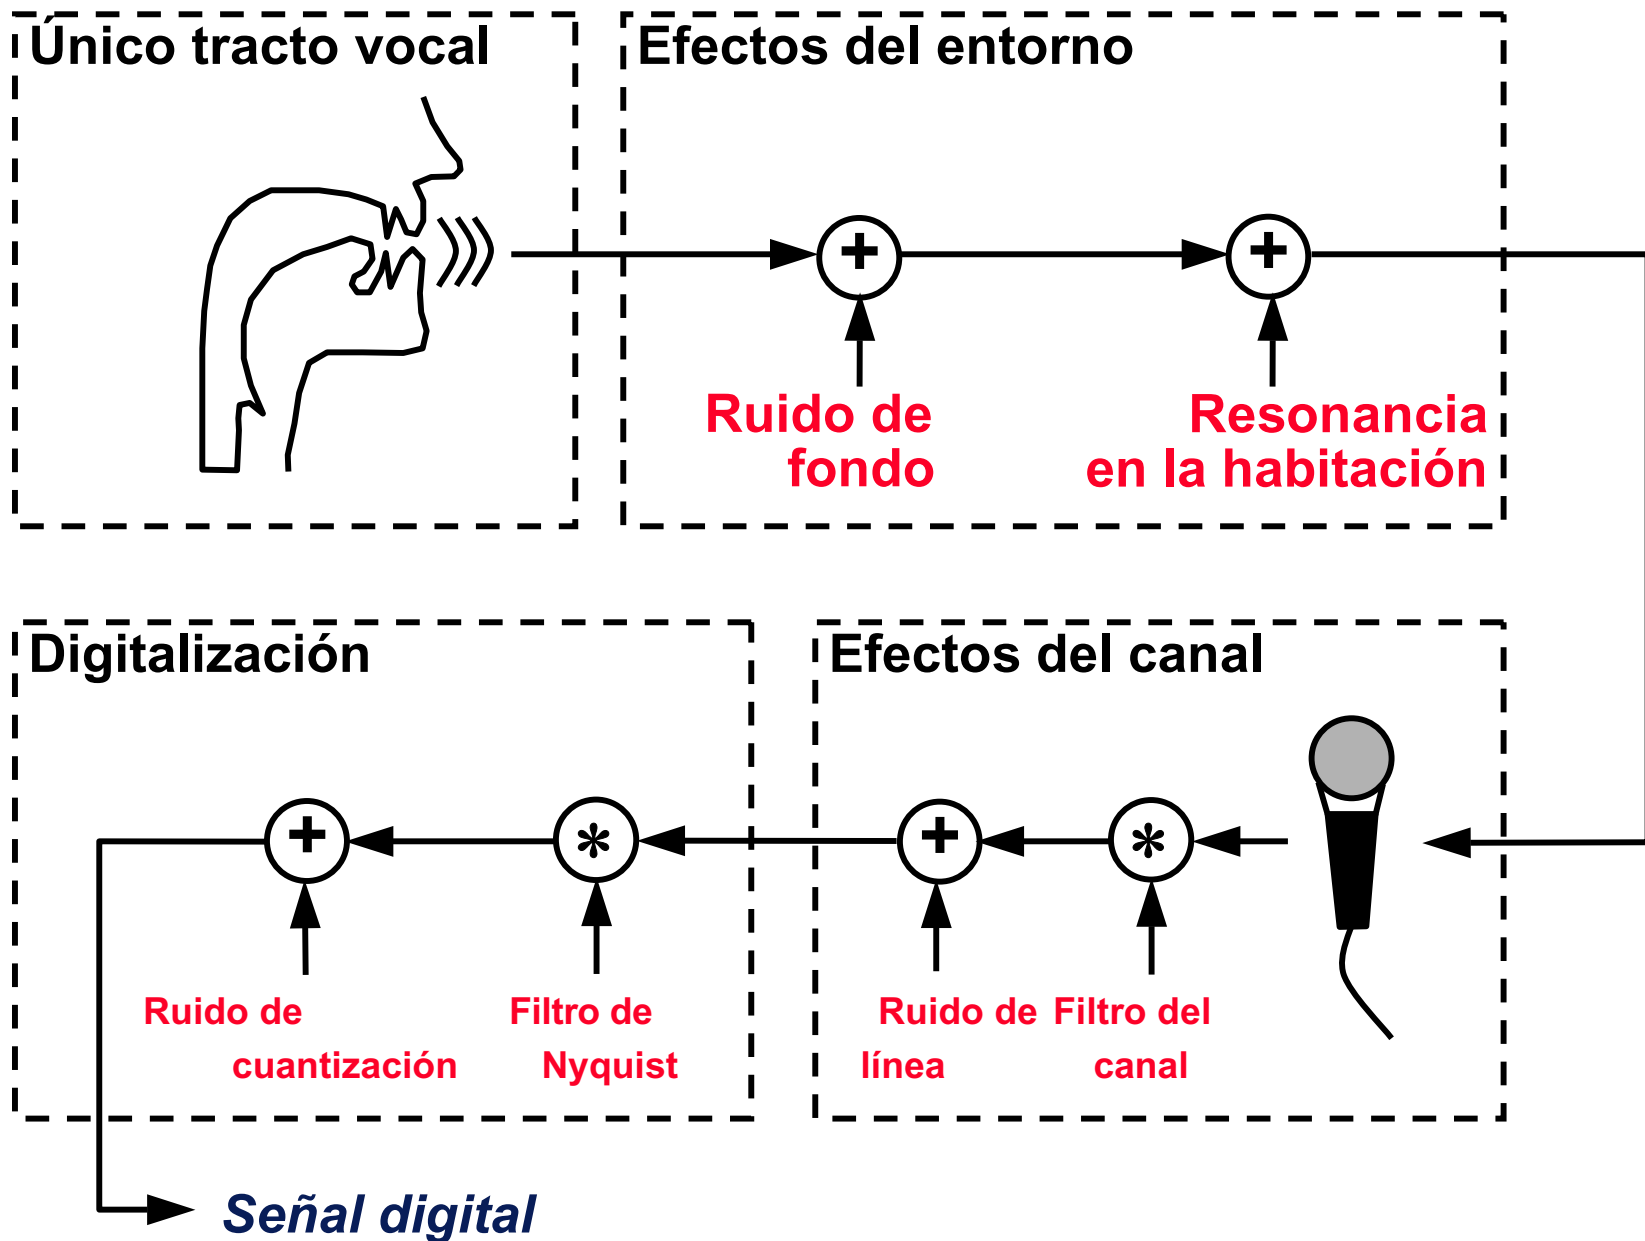 Único tracto vocal
Efectos del entorno
+
+
Ruido de
fondo
Resonancia
en la habitación
Digitalización
Efectos del canal
+
*
+
*
Ruido de
cuantización
Filtro de
Nyquist
Ruido de
línea
Filtro del
canal
Señal digital